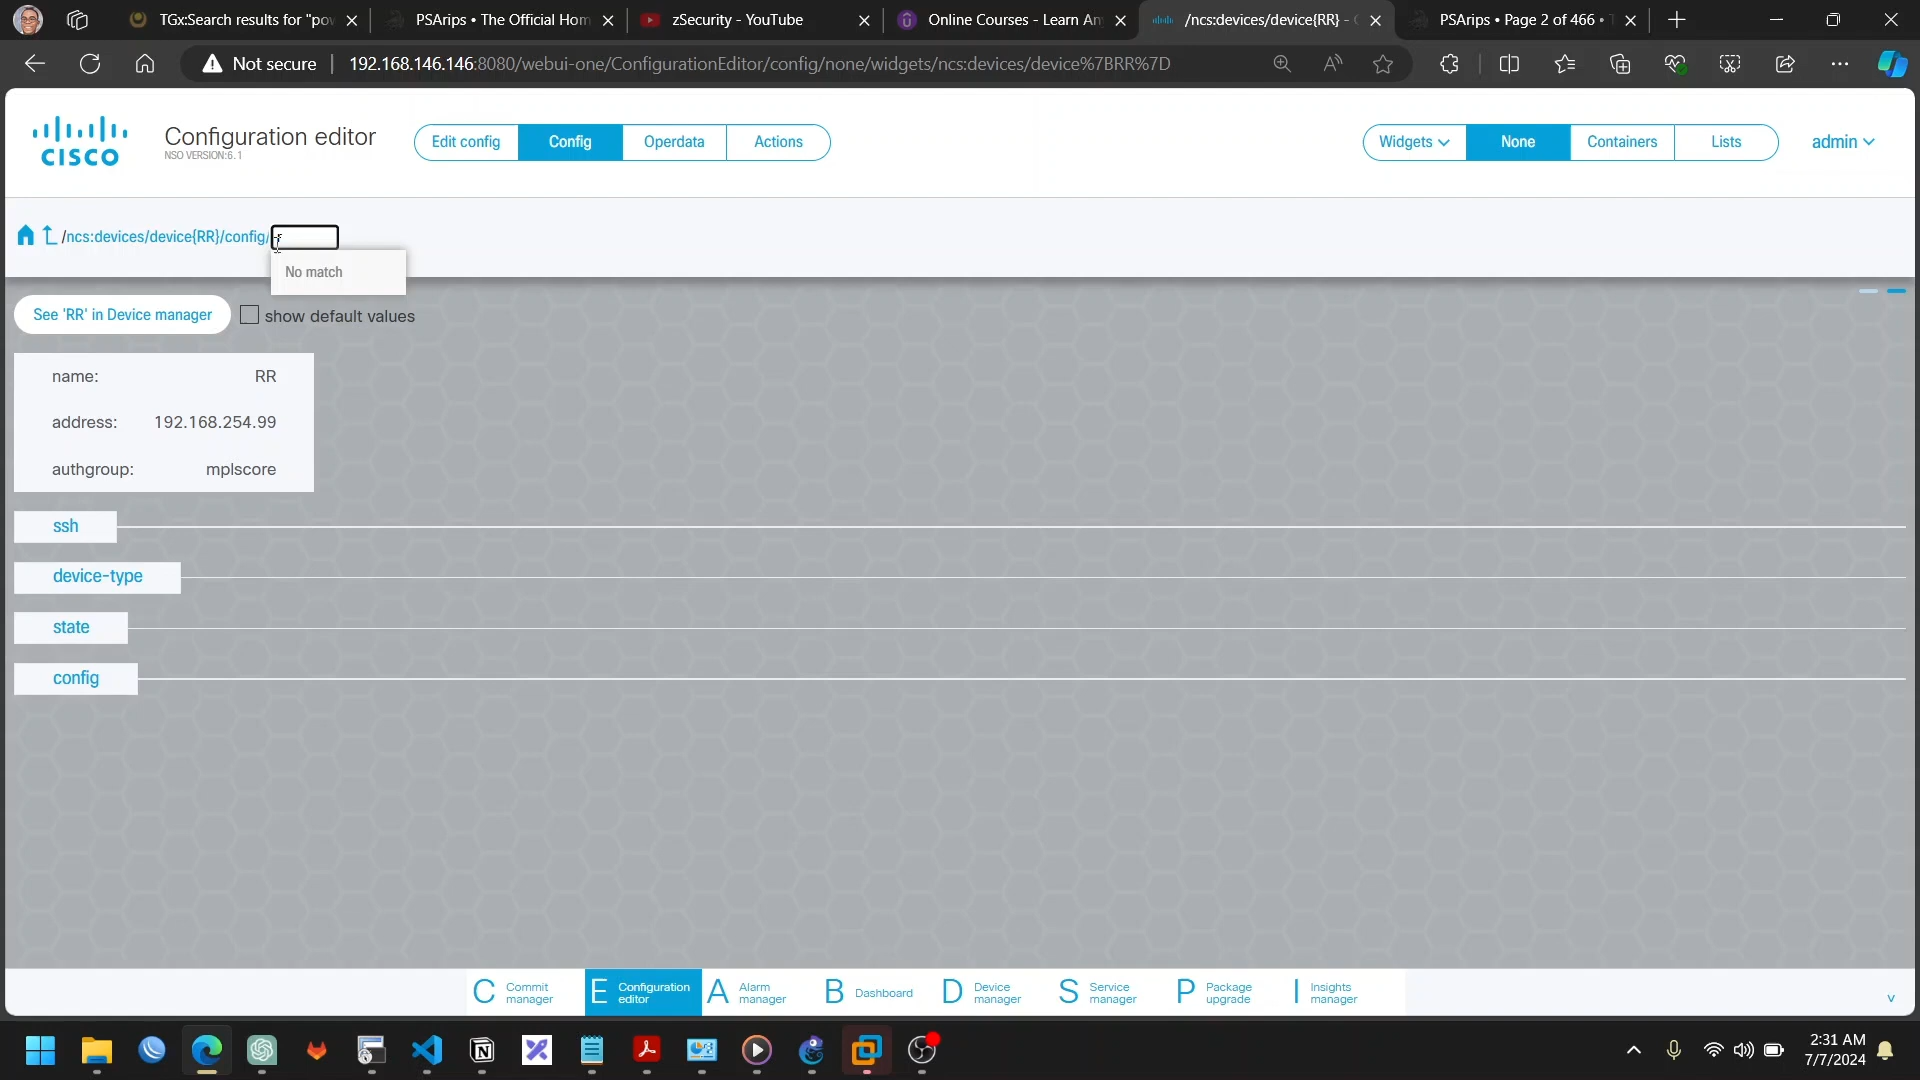 TGx:Search results for "pov
PSArips • The Official Hom
zSecurity - YouTube
Online Courses - Learn An
/ncs:devices/device{RR} - C
PSArips • Page 2 of 466 • T
Not secure
192.168.146.146:8080/webui-one/ConfigurationEditor/config/none/widgets/ncs:devices/device%7BRR%7D
CISCO
Configuration editor
NSO VERSION:6.1
Edit config
Config
Operdata
Actions
Widgets
None
Containers
Lists
admin
/ncs:devices/device{RR}/config/
No match
See 'RR' in Device manager
show default values
name: RR
address: 192.168.254.99
authgroup: mplscore
ssh
device-type
state
config
C Commit manager
E Configuration editor
A Alarm manager
B Dashboard
D Device manager
S Service manager
P Package upgrade
I Insights manager
v
2:31 AM
7/7/2024